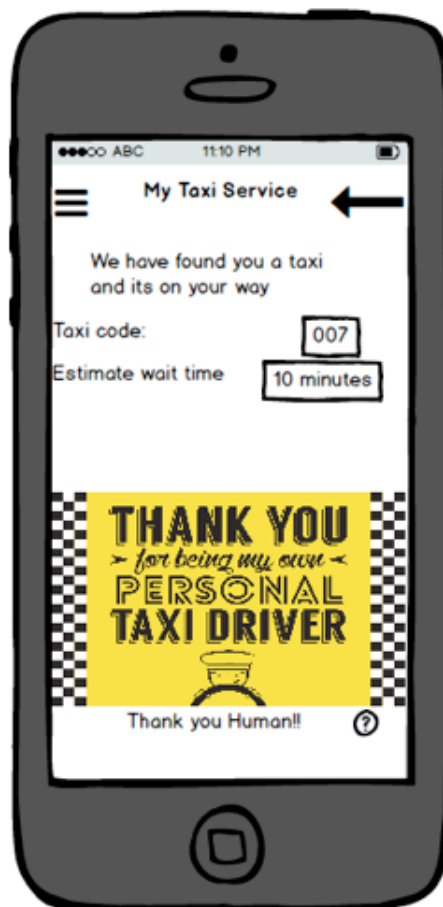 ABC 11:10 PM
My Taxi Service
We have found you a taxi
and its on your way
Taxi code: 007
Estimate wait time 10 minutes
THANK YOU
for being my own
PERSONAL
TAXI DRIVER
Thank you Human!! ?